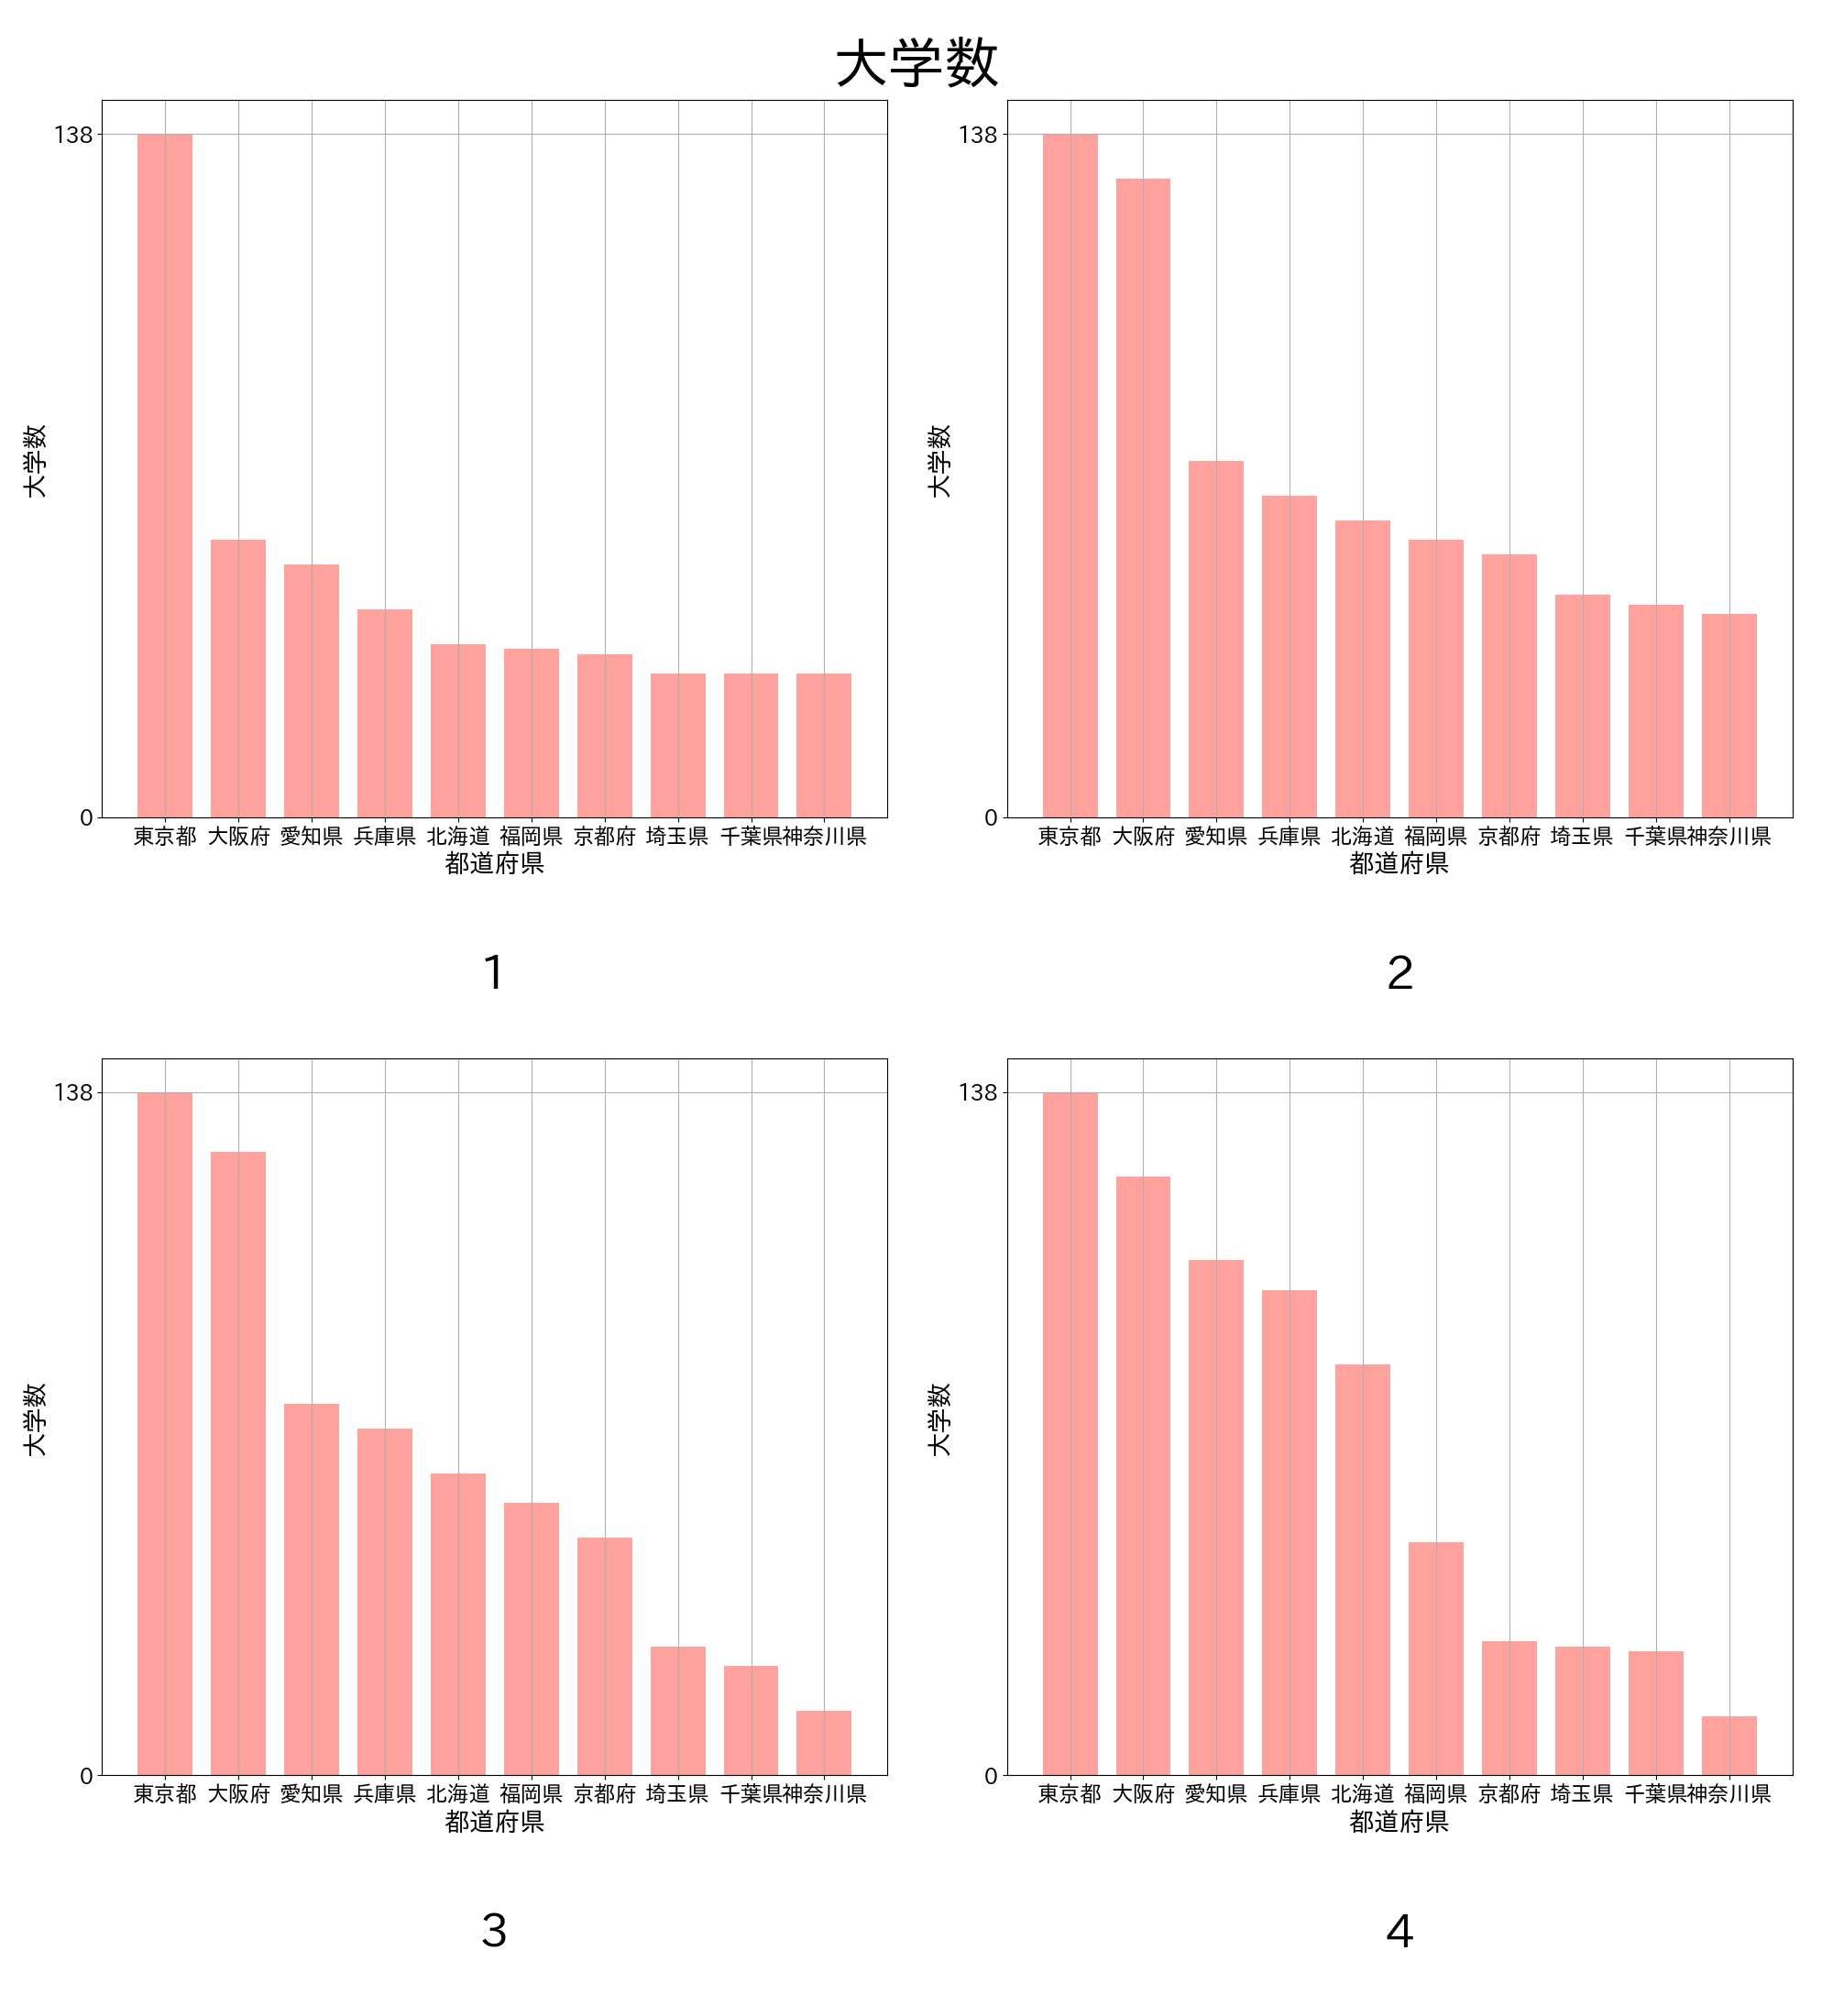 大学数
138
0
大学数
東京都 大阪府 愛知県 兵庫県 北海道 福岡県 京都府 埼玉県 千葉県 神奈川県
都道府県
1
138
0
大学数
東京都 大阪府 愛知県 兵庫県 北海道 福岡県 京都府 埼玉県 千葉県 神奈川県
都道府県
2
138
0
大学数
東京都 大阪府 愛知県 兵庫県 北海道 福岡県 京都府 埼玉県 千葉県 神奈川県
都道府県
3
138
0
大学数
東京都 大阪府 愛知県 兵庫県 北海道 福岡県 京都府 埼玉県 千葉県 神奈川県
都道府県
4